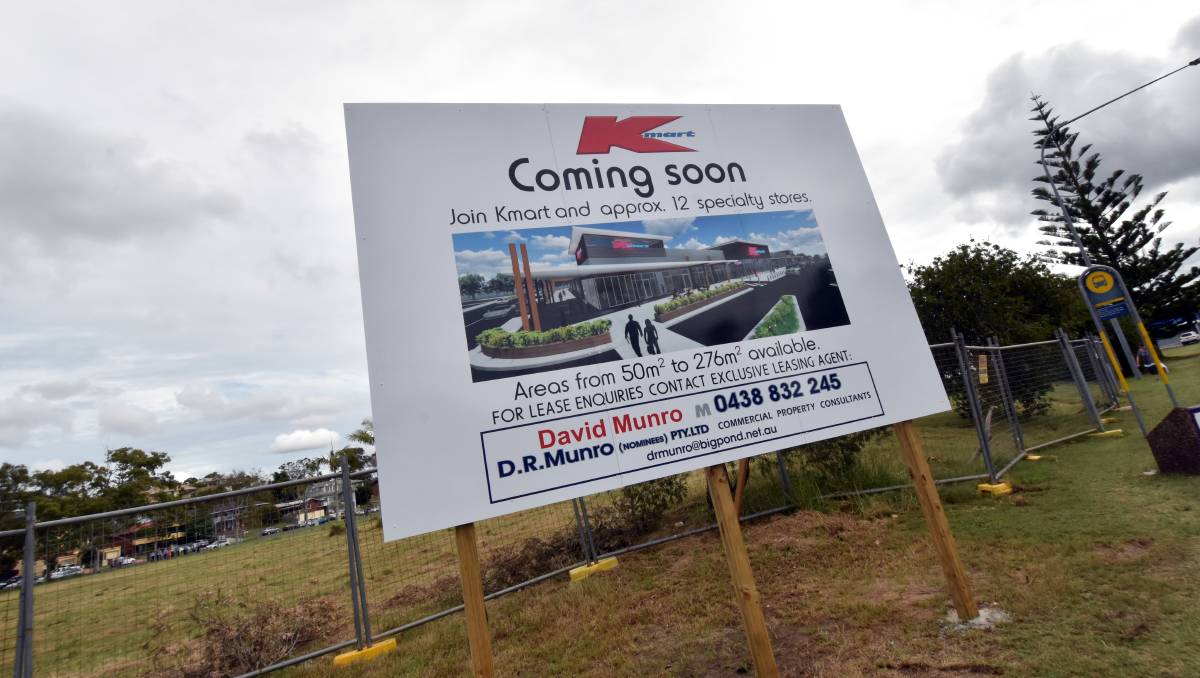 Kmart
Coming soon
Join Kmart and approx. 12 specialty stores.
Areas from 50m² to 276m² available.
FOR LEASE ENQUIRIES CONTACT EXCLUSIVE LEASING AGENT:
David Munro M 0438 832 245
D.R.Munro (NOMINEES) PTY.LTD COMMERCIAL PROPERTY CONSULTANTS
drmunro@bigpond.net.au